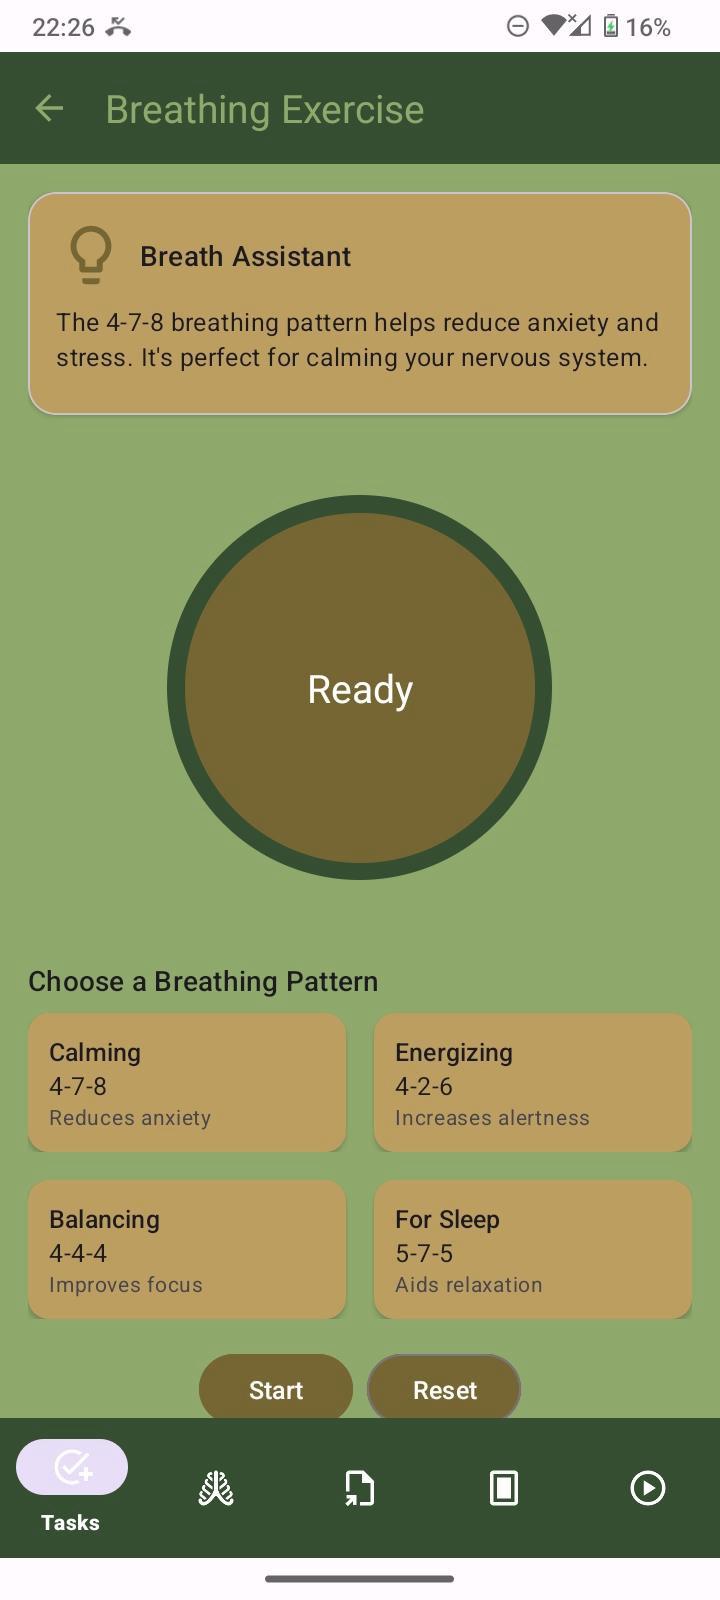 22:26
16%
Breathing Exercise
Breath Assistant
The 4-7-8 breathing pattern helps reduce anxiety and
stress. It's perfect for calming your nervous system.
Ready
Choose a Breathing Pattern
Calming
4-7-8
Reduces anxiety
Energizing
4-2-6
Increases alertness
Balancing
4-4-4
Improves focus
For Sleep
5-7-5
Aids relaxation
Start
Reset
Tasks